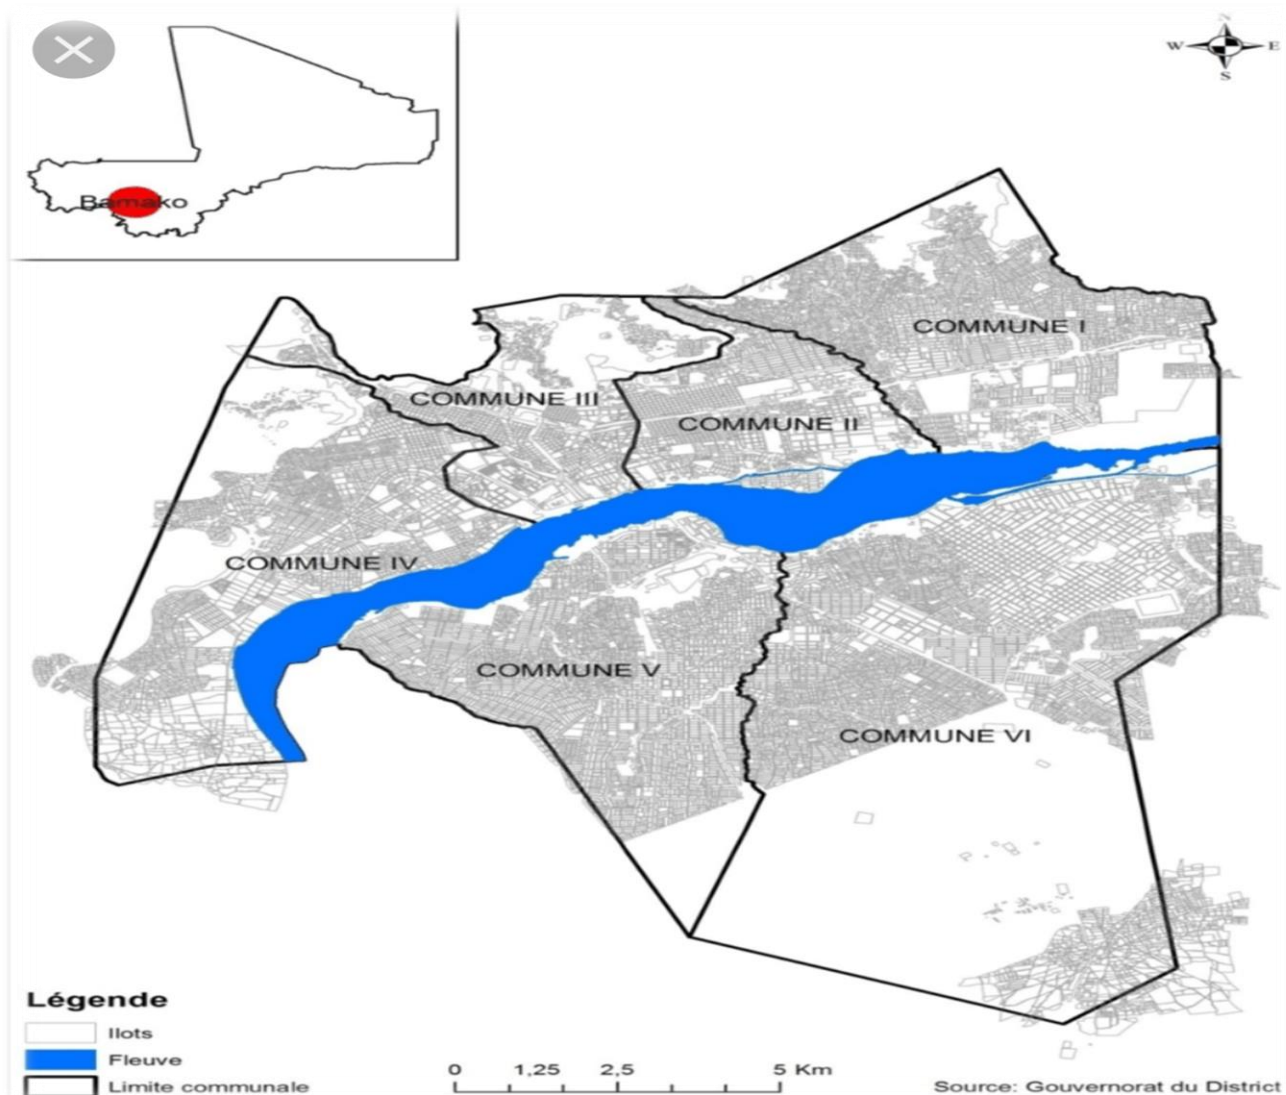 N
W E
S
Bamako
COMMUNE I
COMMUNE III
COMMUNE II
COMMUNE IV
COMMUNE V
COMMUNE VI
Légende
Ilots
Fleuve
Limite communale
0 1,25 2,5 5 Km
Source: Gouvernorat du District